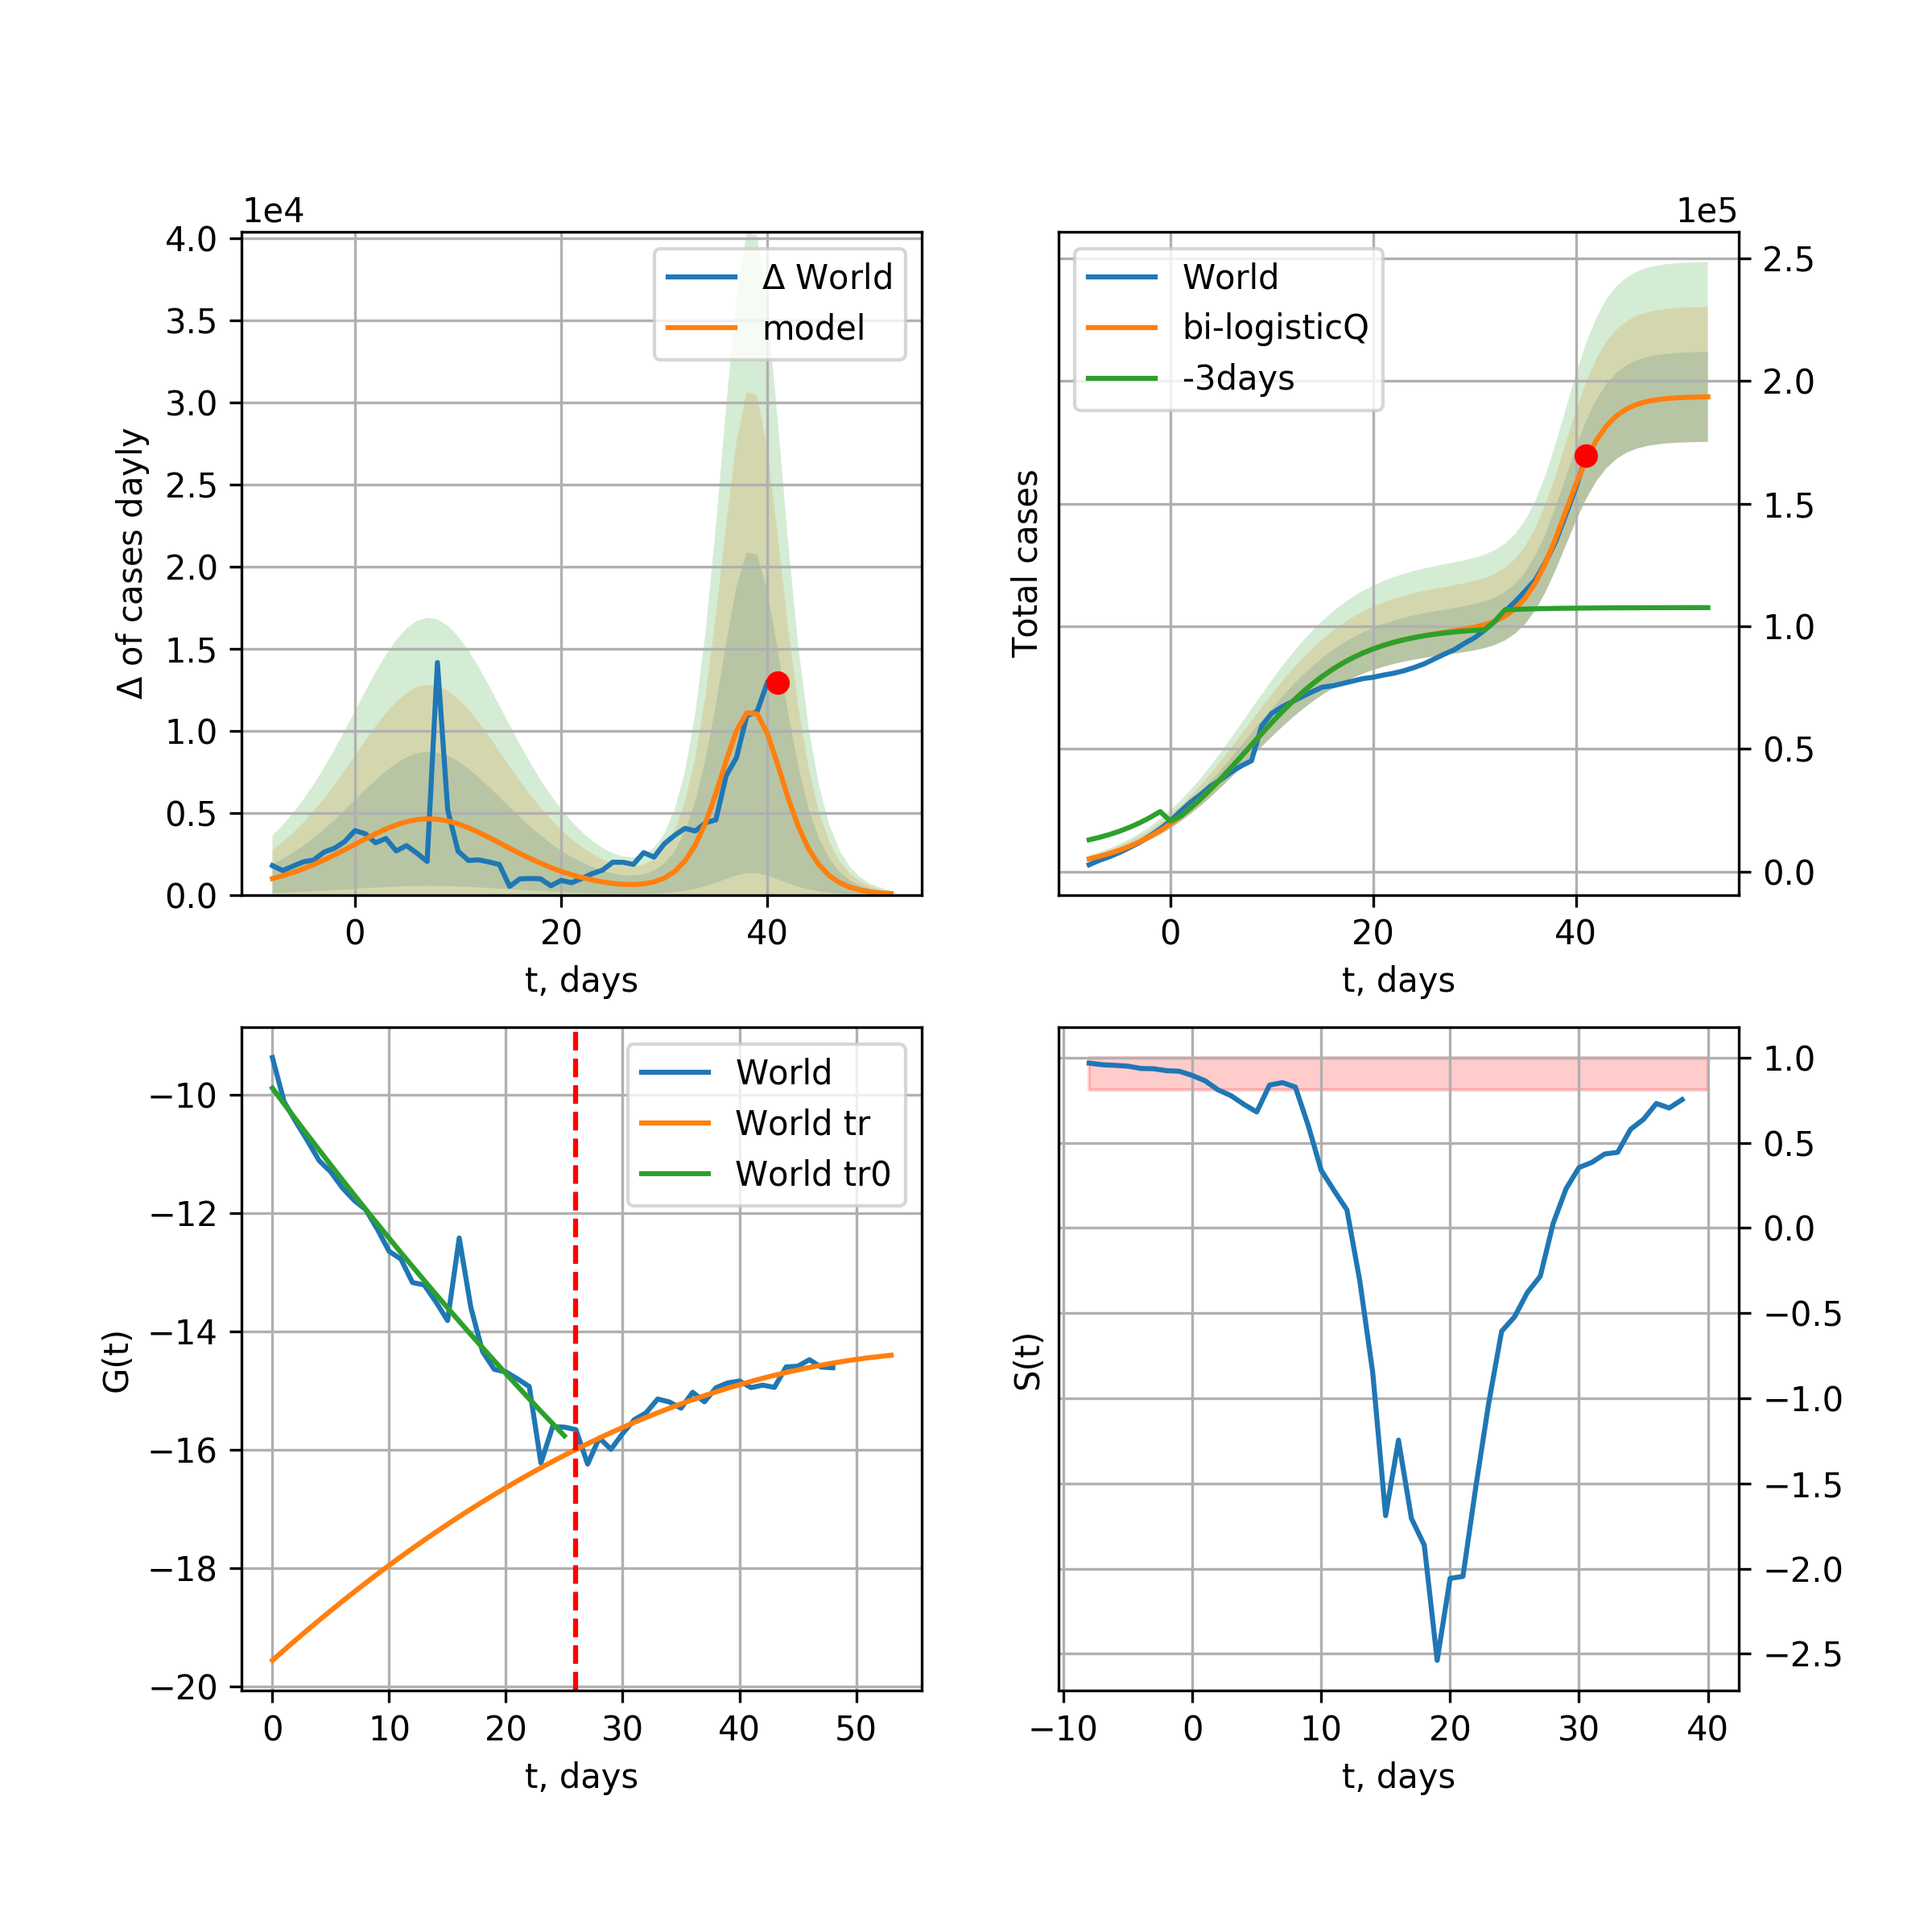 1e4
4.0
3.5
3.0
2.5
2.0
1.5
1.0
0.5
0.0
Δ of cases dayly
Δ World
model
0 20 40
t, days
1e5
2.5
2.0
1.5
1.0
0.5
0.0
Total cases
World
bi-logisticQ
-3days
0 20 40
t, days
−10
−12
−14
−16
−18
−20
G(t)
World
World tr
World tr0
0 10 20 30 40 50
t, days
1.0
0.5
0.0
−0.5
−1.0
−1.5
−2.0
−2.5
S(t)
−10 0 10 20 30 40
t, days